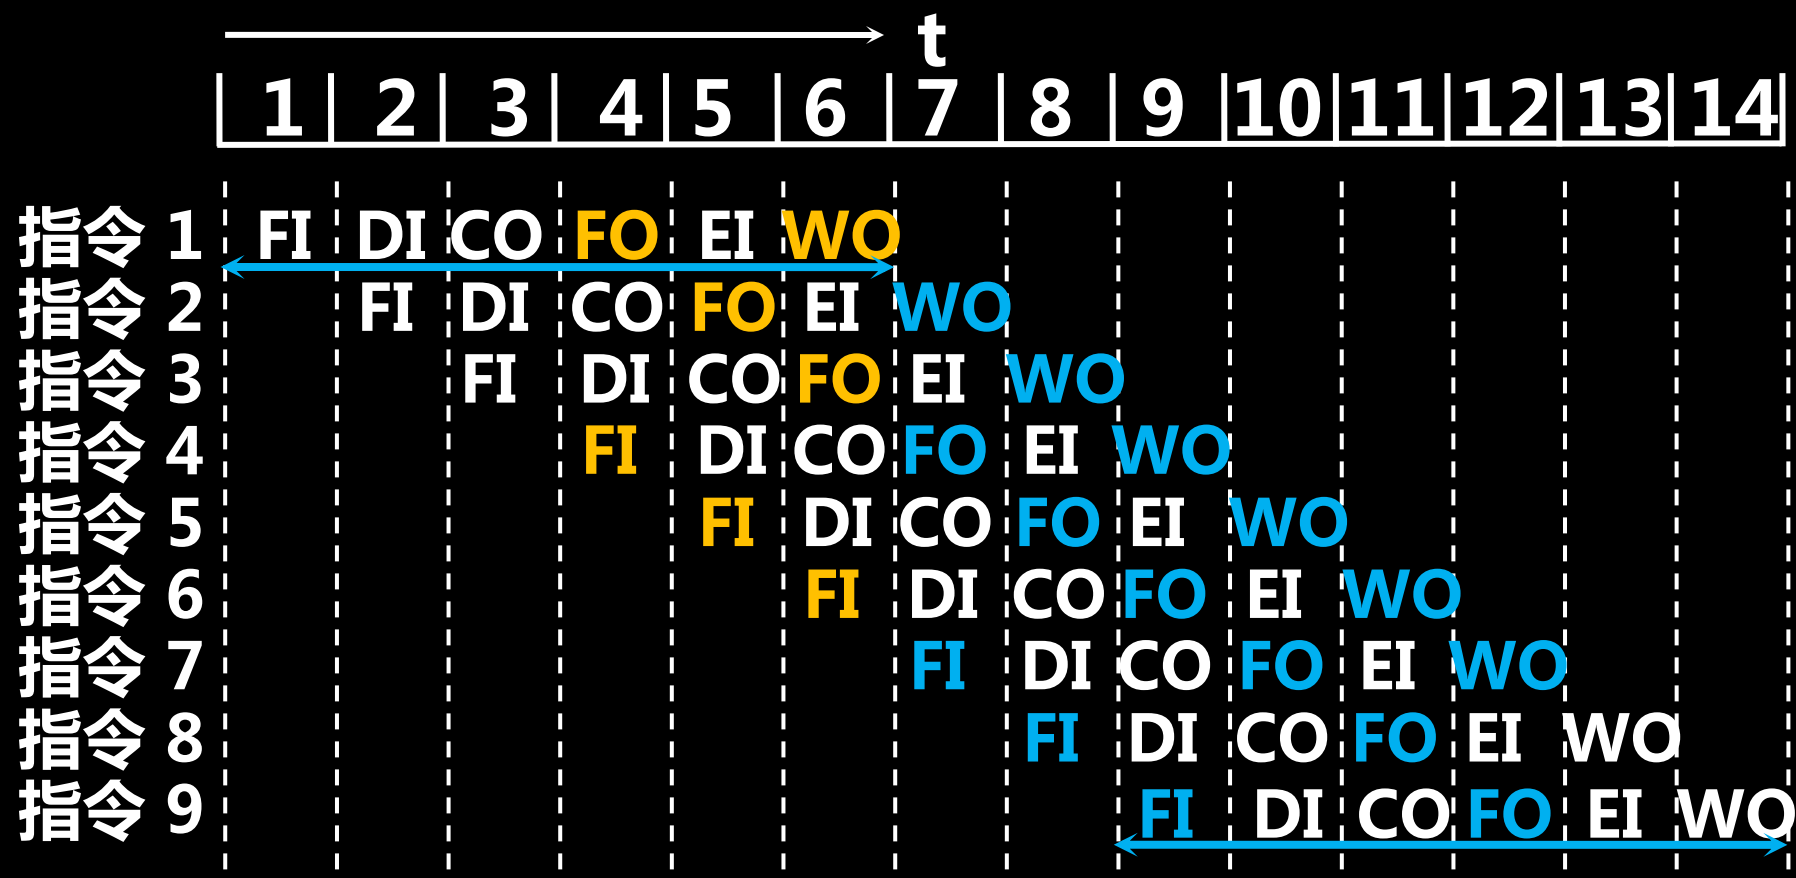 t
1 2 3 4 5 6 7 8 9 10 11 12 13 14
指令 1 FI DI CO FO EI WO
指令 2 FI DI CO FO EI WO
指令 3 FI DI CO FO EI WO
指令 4 FI DI CO FO EI WO
指令 5 FI DI CO FO EI WO
指令 6 FI DI CO FO EI WO
指令 7 FI DI CO FO EI WO
指令 8 FI DI CO FO EI WO
指令 9 FI DI CO FO EI WO